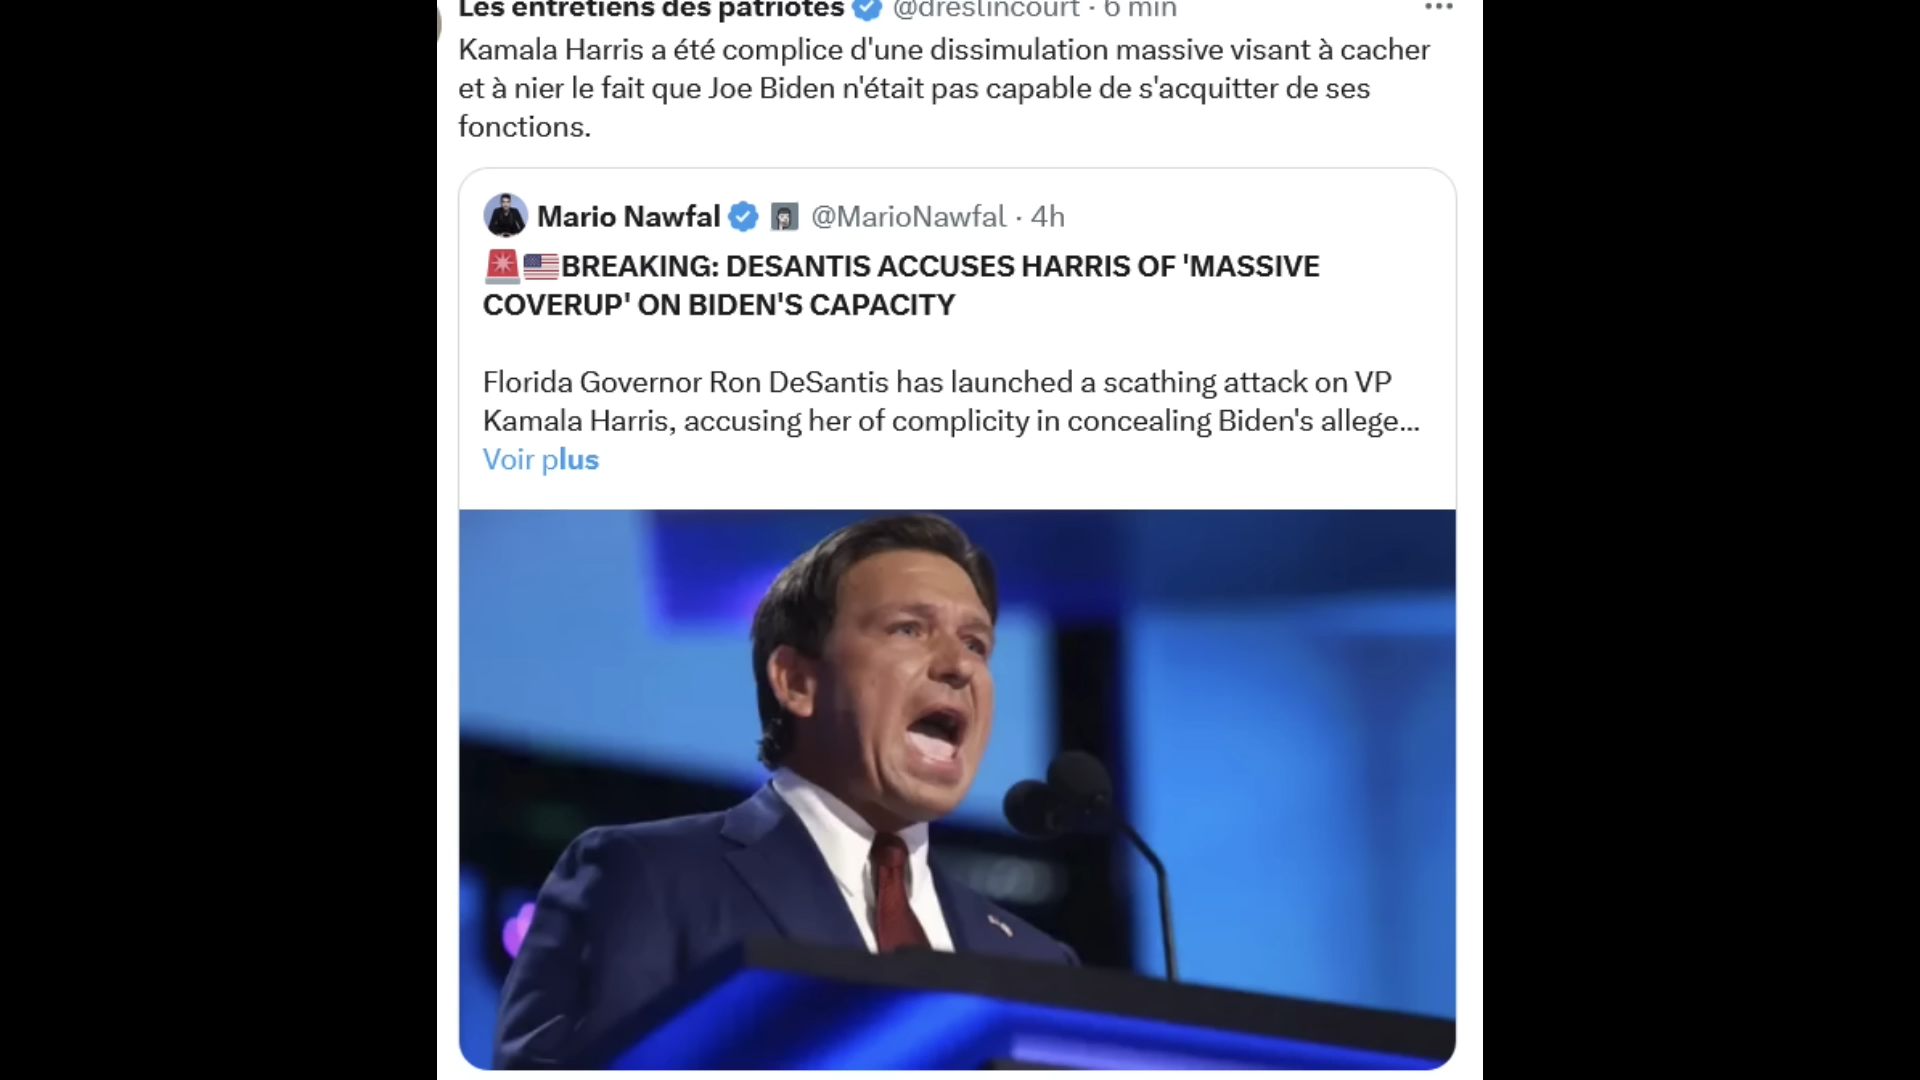 Les entretiens des patriotes @dreslincourt · 6 min
Kamala Harris a été complice d'une dissimulation massive visant à cacher
et à nier le fait que Joe Biden n'était pas capable de s'acquitter de ses
fonctions.
Mario Nawfal @MarioNawfal · 4h
🚨🇺🇸BREAKING: DESANTIS ACCUSES HARRIS OF 'MASSIVE
COVERUP' ON BIDEN'S CAPACITY
Florida Governor Ron DeSantis has launched a scathing attack on VP
Kamala Harris, accusing her of complicity in concealing Biden's allege...
Voir plus